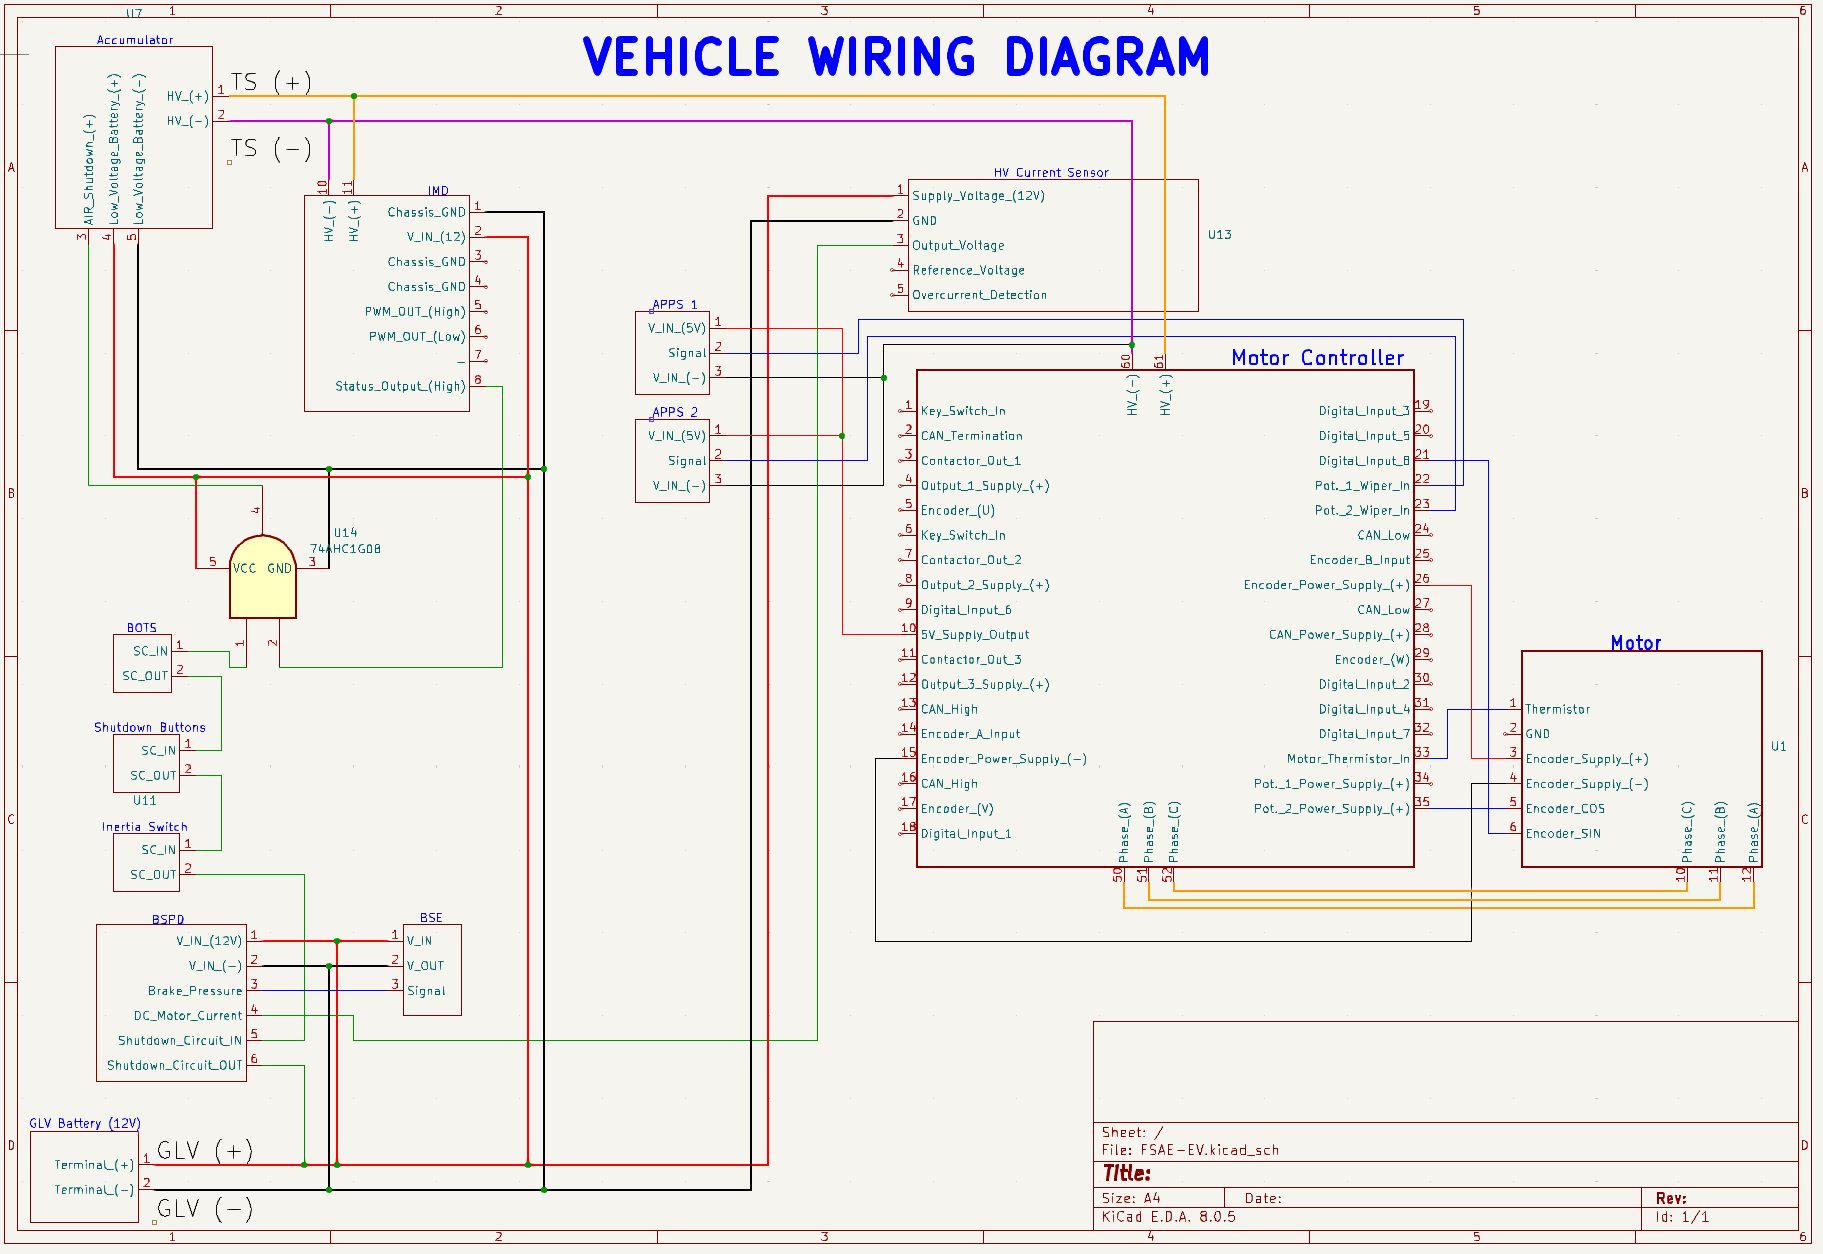 VEHICLE WIRING DIAGRAM
1
2
3
4
5
6
A
B
C
D
A
B
C
D
1
2
3
4
5
6
U7
Accumulator
HV_(+) 1
HV_(-) 2
AIR_Shutdown_(+) 3
Low_Voltage_Battery_(+) 4
Low_Voltage_Battery_(-) 5
TS (+)
TS (-)
IMD
10 HV_(-)
11 HV_(+)
Chassis_GND 1
V_IN_(12) 2
Chassis_GND 3
Chassis_GND 4
PWM_OUT_(High) 5
PWM_OUT_(Low) 6
- 7
Status_Output_(High) 8
HV Current Sensor
1 Supply_Voltage_(12V)
2 GND
3 Output_Voltage
4 Reference_Voltage
5 Overcurrent_Detection
U13
APPS 1
V_IN_(5V) 1
Signal 2
V_IN_(-) 3
APPS 2
V_IN_(5V) 1
Signal 2
V_IN_(-) 3
Motor Controller
60 HV_(-)
61 HV_(+)
1 Key_Switch_In
2 CAN_Termination
3 Contactor_Out_1
4 Output_1_Supply_(+)
5 Encoder_(U)
6 Key_Switch_In
7 Contactor_Out_2
8 Output_2_Supply_(+)
9 Digital_Input_6
10 5V_Supply_Output
11 Contactor_Out_3
12 Output_3_Supply_(+)
13 CAN_High
14 Encoder_A_Input
15 Encoder_Power_Supply_(-)
16 CAN_High
17 Encoder_(V)
18 Digital_Input_1
Digital_Input_3 19
Digital_Input_5 20
Digital_Input_8 21
Pot._1_Wiper_In 22
Pot._2_Wiper_In 23
CAN_Low 24
Encoder_B_Input 25
Encoder_Power_Supply_(+) 26
CAN_Low 27
CAN_Power_Supply_(+) 28
Encoder_(W) 29
Digital_Input_2 30
Digital_Input_4 31
Digital_Input_7 32
Motor_Thermistor_In 33
Pot._1_Power_Supply_(+) 34
Pot._2_Power_Supply_(+) 35
Phase_(A) 50
Phase_(B) 51
Phase_(C) 52
Motor
1 Thermistor
2 GND
3 Encoder_Supply_(+)
4 Encoder_Supply_(-)
5 Encoder_COS
6 Encoder_SIN
Phase_(C) 10
Phase_(B) 11
Phase_(A) 12
U1
4
U14
74AHC1G08
5 VCC GND 3
1
2
BOTS
SC_IN 1
SC_OUT 2
Shutdown Buttons
SC_IN 1
SC_OUT 2
U11
Inertia Switch
SC_IN 1
SC_OUT 2
BSPD
V_IN_(12V) 1
V_IN_(-) 2
Brake_Pressure 3
DC_Motor_Current 4
Shutdown_Circuit_IN 5
Shutdown_Circuit_OUT 6
BSE
1 V_IN
2 V_OUT
3 Signal
GLV Battery (12V)
Terminal_(+) 1
Terminal_(-) 2
GLV (+)
GLV (-)
Sheet: /
File: FSAE-EV.kicad_sch
Title:
Size: A4 Date: Rev:
KiCad E.D.A. 8.0.5 Id: 1/1